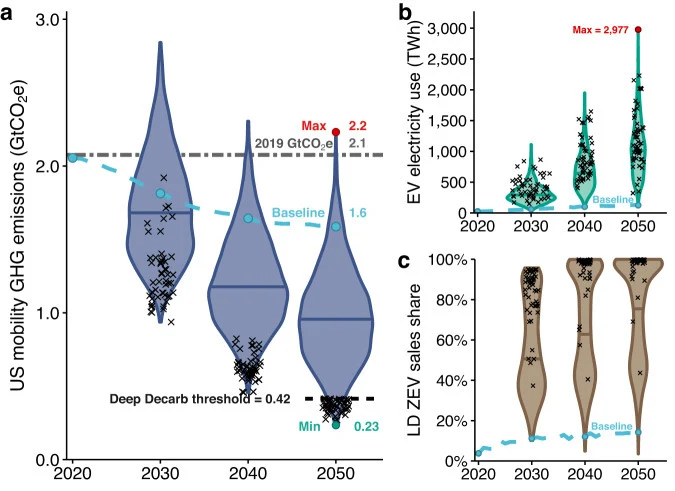 a
US mobility GHG emissions (GtCO2e)
3.0
2.0
1.0
0.0
2020
2030
2040
2050
Max 2.2
2019 GtCO2e 2.1
Baseline 1.6
Deep Decarb threshold = 0.42
Min 0.23
b
EV electricity use (TWh)
3,000
2,500
2,000
1,500
1,000
500
0
2020
2030
2040
2050
Max = 2,977
Baseline
c
LD ZEV sales share
100%
80%
60%
40%
20%
0%
2020
2030
2040
2050
Baseline